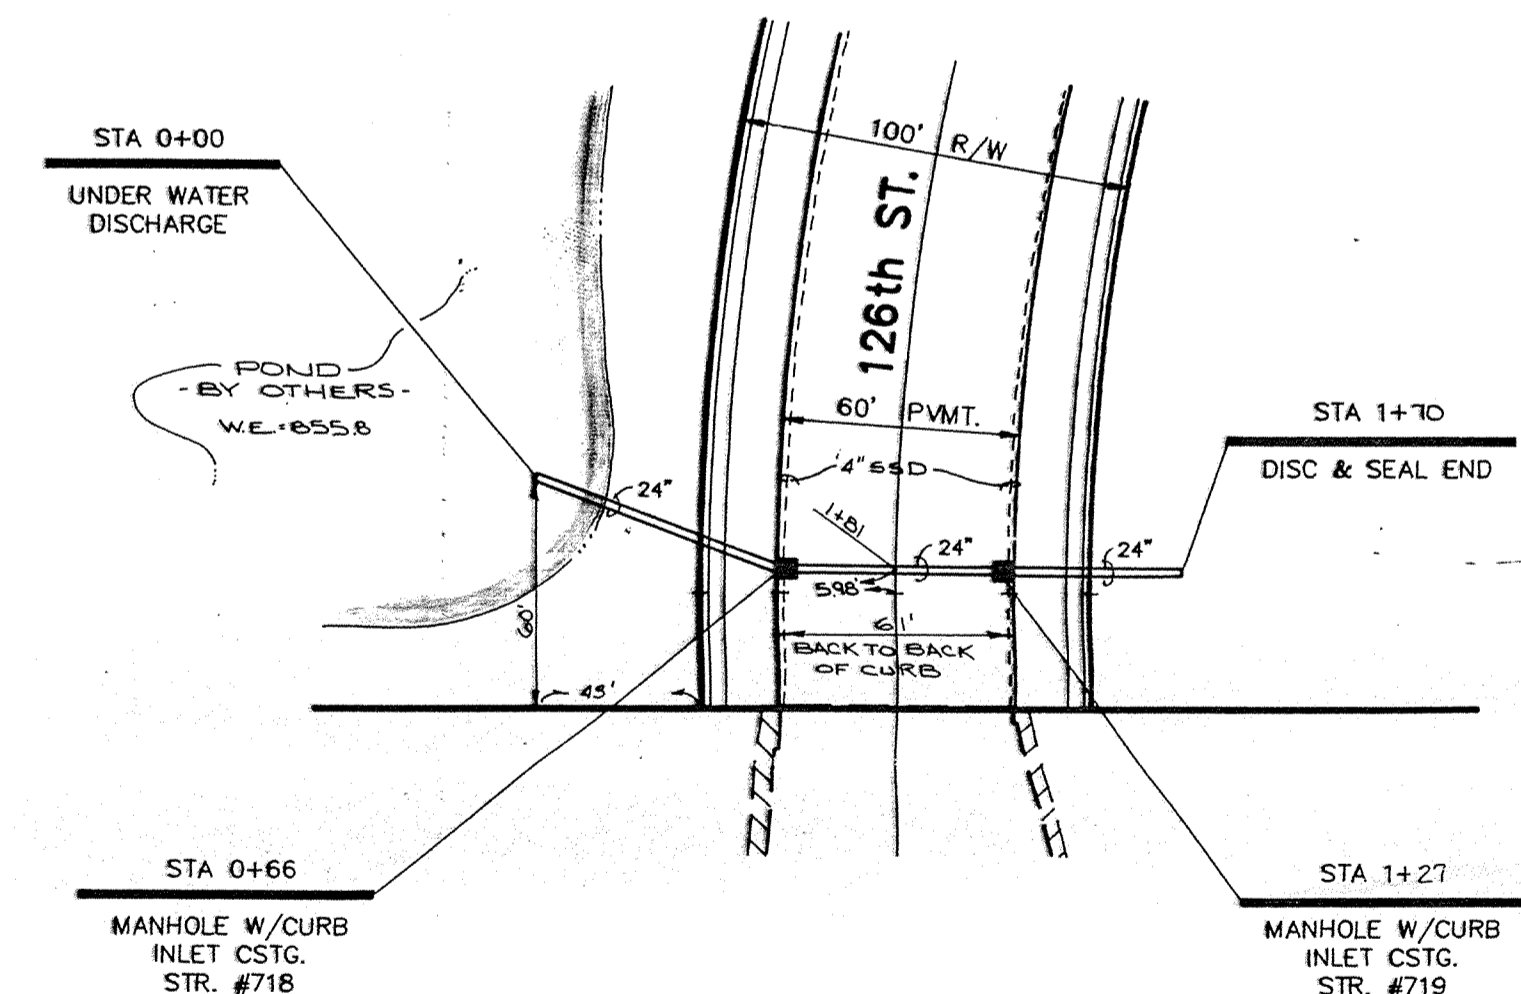 STA 0+00
UNDER WATER
DISCHARGE
100' R/W
126th ST.
POND
-BY OTHERS-
W.E.=855.8
60' PVMT.
4" SSD
STA 1+70
DISC & SEAL END
24"
1+81
24"
24"
598'
60'
61'
BACK TO BACK
OF CURB
45'
STA 0+66
MANHOLE W/CURB
INLET CSTG.
STR. #718
STA 1+27
MANHOLE W/CURB
INLET CSTG.
STR. #719